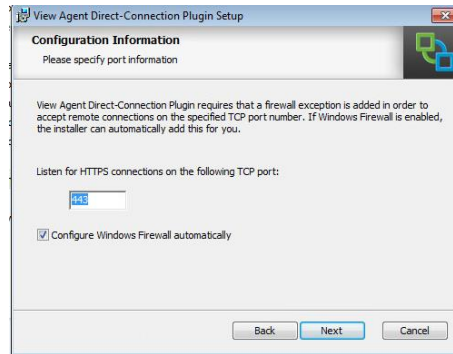 View Agent Direct-Connection Plugin Setup
Configuration Information
Please specify port information
View Agent Direct-Connection Plugin requires that a firewall exception is added in order to
accept remote connections on the specified TCP port number. If Windows Firewall is enabled,
the installer can automatically add this for you.
Listen for HTTPS connections on the following TCP port:
443
Configure Windows Firewall automatically
Back Next Cancel